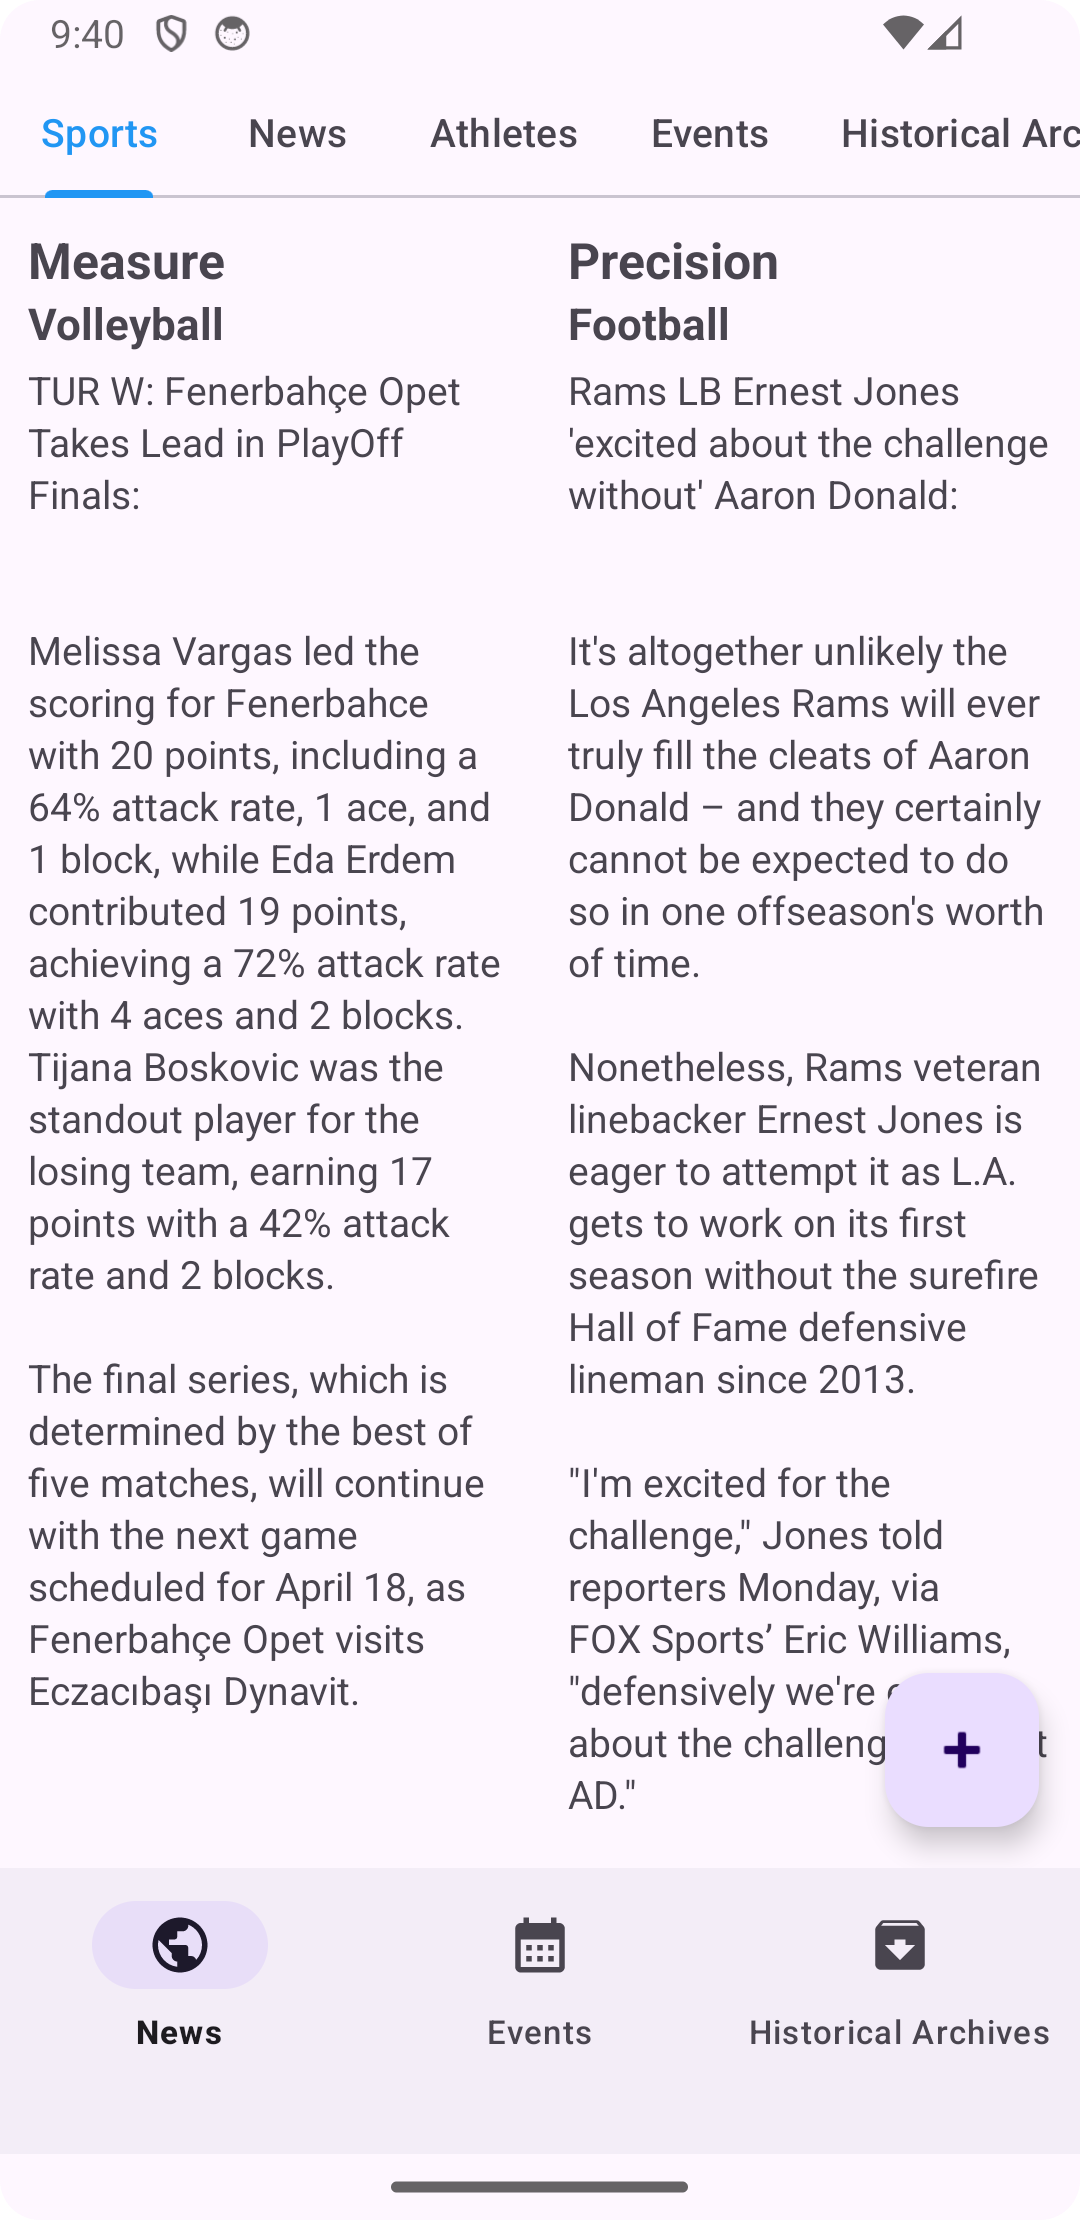 9:40
Sports News Athletes Events Historical Arc
Measure
Volleyball
TUR W: Fenerbahçe Opet
Takes Lead in PlayOff
Finals:
Melissa Vargas led the
scoring for Fenerbahce
with 20 points, including a
64% attack rate, 1 ace, and
1 block, while Eda Erdem
contributed 19 points,
achieving a 72% attack rate
with 4 aces and 2 blocks.
Tijana Boskovic was the
standout player for the
losing team, earning 17
points with a 42% attack
rate and 2 blocks.
The final series, which is
determined by the best of
five matches, will continue
with the next game
scheduled for April 18, as
Fenerbahçe Opet visits
Eczacıbaşı Dynavit.
Precision
Football
Rams LB Ernest Jones
'excited about the challenge
without' Aaron Donald:
It's altogether unlikely the
Los Angeles Rams will ever
truly fill the cleats of Aaron
Donald – and they certainly
cannot be expected to do
so in one offseason's worth
of time.
Nonetheless, Rams veteran
linebacker Ernest Jones is
eager to attempt it as L.A.
gets to work on its first
season without the surefire
Hall of Fame defensive
lineman since 2013.
"I'm excited for the
challenge," Jones told
reporters Monday, via
FOX Sports’ Eric Williams,
"defensively we're
about the challeng
AD."
News
Events
Historical Archives